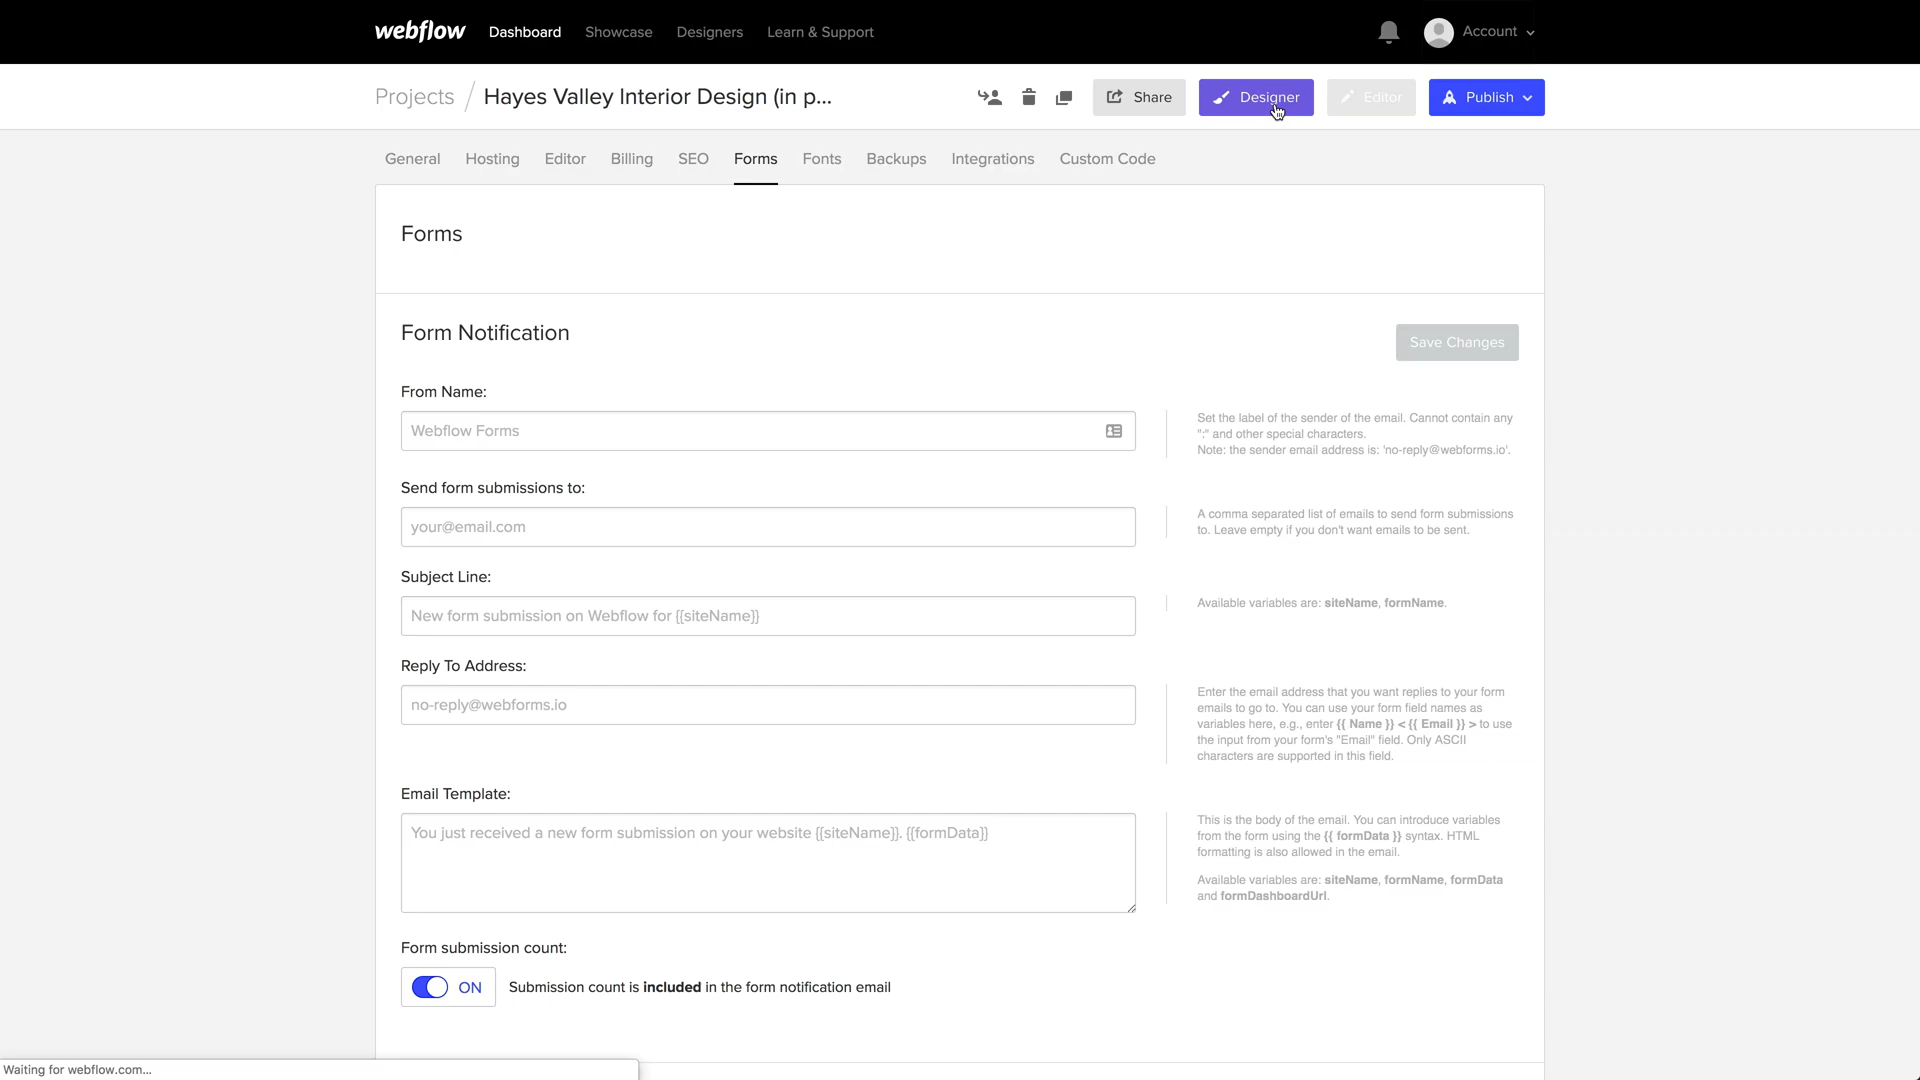 webflow Dashboard Showcase Designers Learn & Support Account
Projects / Hayes Valley Interior Design (in p... Share Designer Editor Publish
General Hosting Editor Billing SEO Forms Fonts Backups Integrations Custom Code
Forms
Form Notification
Save Changes
From Name:
Webflow Forms
Set the label of the sender of the email. Cannot contain any
":" and other special characters.
Note: the sender email address is: 'no-reply@webforms.io'.
Send form submissions to:
your@email.com
A comma separated list of emails to send form submissions
to. Leave empty if you don't want emails to be sent.
Subject Line:
New form submission on Webflow for {{siteName}}
Available variables are: siteName, formName.
Reply To Address:
no-reply@webforms.io
Enter the email address that you want replies to your form
emails to go to. You can use your form field names as
variables here, e.g., enter {{ Name }} < {{ Email }} > to use
the input from your form's "Email" field. Only ASCII
characters are supported in this field.
Email Template:
You just received a new form submission on your website {{siteName}}. {{formData}}
This is the body of the email. You can introduce variables
from the form using the {{ formData }} syntax. HTML
formatting is also allowed in the email.
Available variables are: siteName, formName, formData
and formDashboardUrl.
Form submission count:
ON Submission count is included in the form notification email
Waiting for webflow.com...